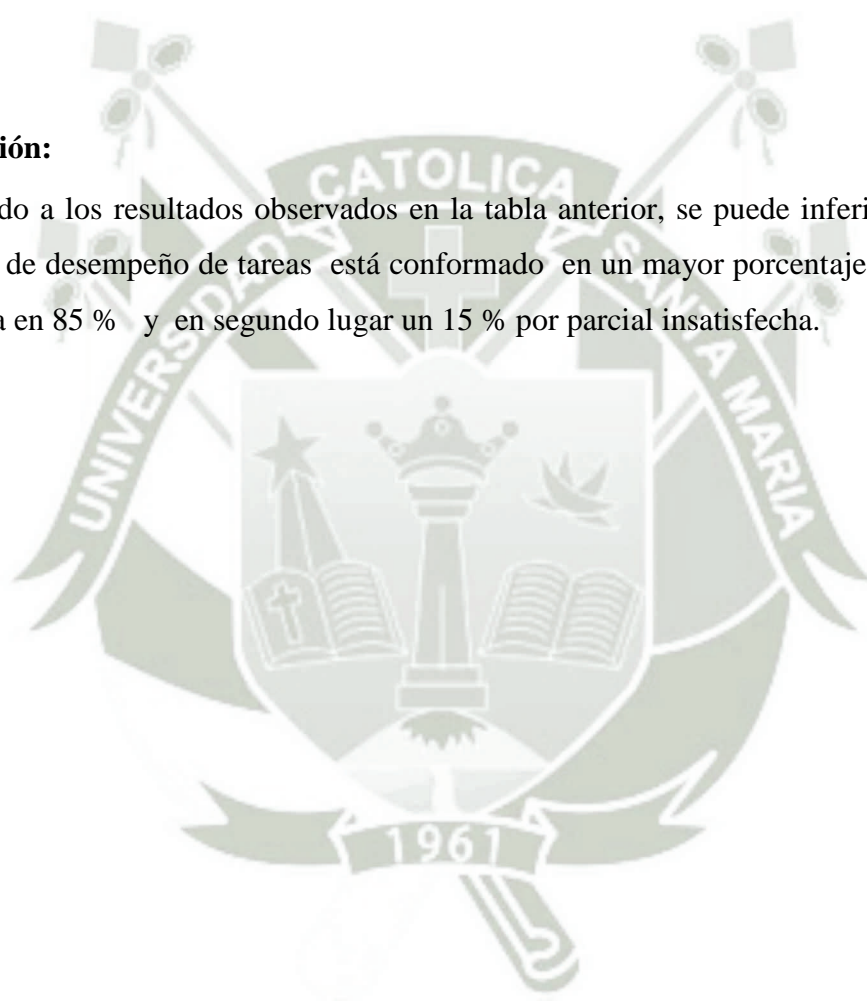 ión:
do a los resultados observados en la tabla anterior, se puede inferi
de desempeño de tareas está conformado en un mayor porcentaje
a en 85 % y en segundo lugar un 15 % por parcial insatisfecha.
UNIVERSIDAD CATOLICA SANTA MARIA
1961